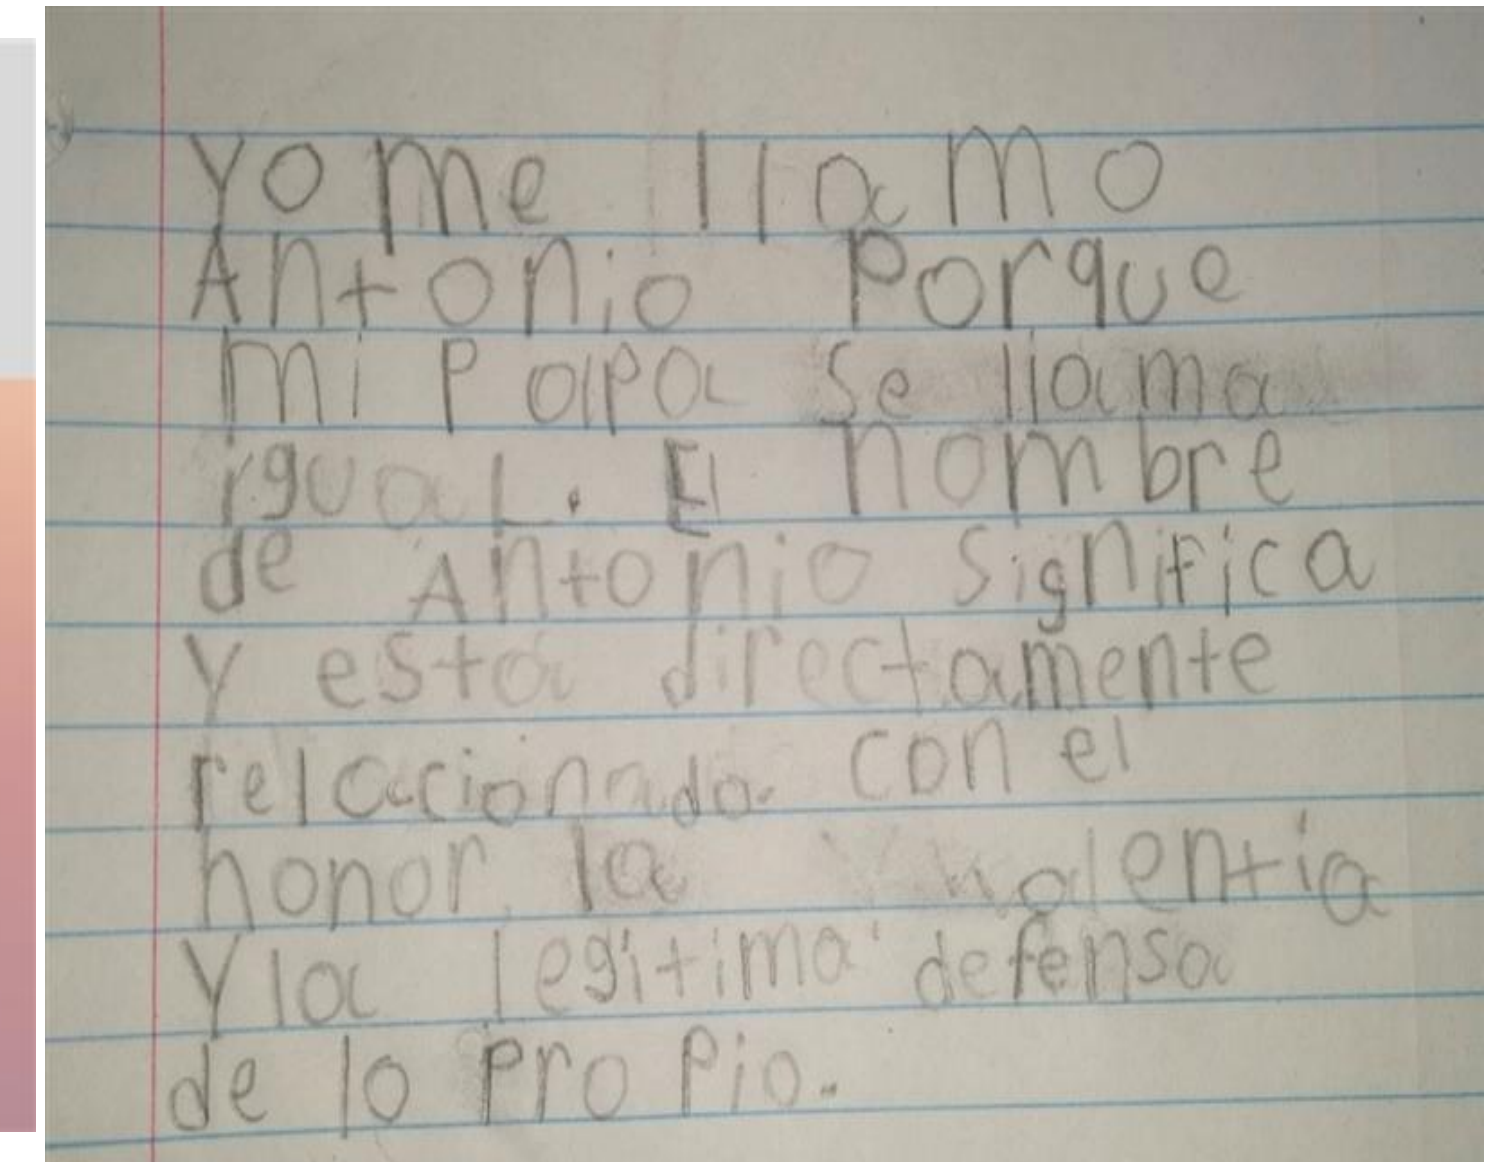 Yo me llamo
Antonio Porque
mi papa se llama
igual. El nombre
de Antonio significa
y esta directamente
relacionado con el
honor la valentia
y la legitima defensa
de lo propio.